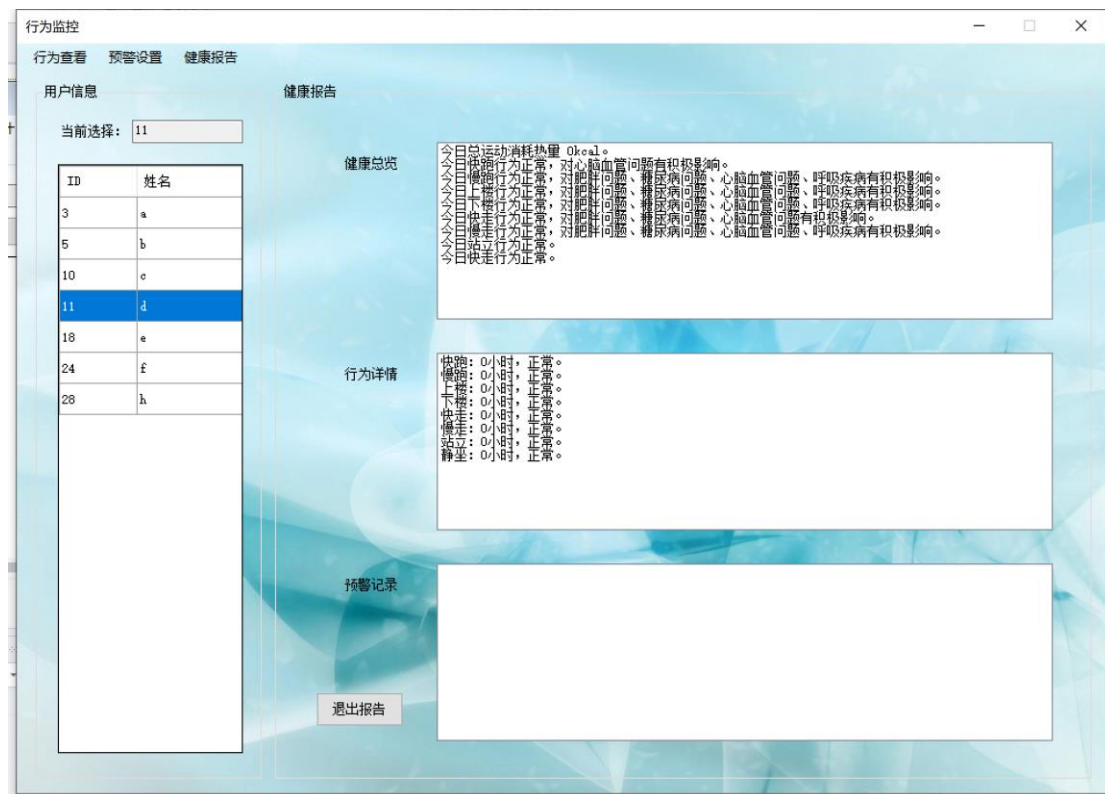 行为监控
行为查看 预警设置 健康报告
用户信息
当前选择： 11
ID 姓名
3 a
5 b
10 c
11 d
18 e
24 f
28 h
健康报告
健康总览
今日总运动消耗热量 0kcal。
今日快跑行为正常，对心脑血管问题有积极影响。
今日慢跑行为正常，对肥胖问题、糖尿病问题、心脑血管问题、呼吸疾病有积极影响。
今日上楼行为正常，对肥胖问题、糖尿病问题、心脑血管问题、呼吸疾病有积极影响。
今日下楼行为正常，对肥胖问题、糖尿病问题、心脑血管问题、呼吸疾病有积极影响。
今日快走行为正常，对肥胖问题、糖尿病问题、心脑血管问题有积极影响。
今日慢走行为正常，对肥胖问题、糖尿病问题、心脑血管问题、呼吸疾病有积极影响。
今日站立行为正常。
今日快走行为正常。
行为详情
快跑：0小时，正常。
慢跑：0小时，正常。
上楼：0小时，正常。
下楼：0小时，正常。
快走：0小时，正常。
慢走：0小时，正常。
站立：0小时，正常。
静坐：0小时，正常。
预警记录
退出报告